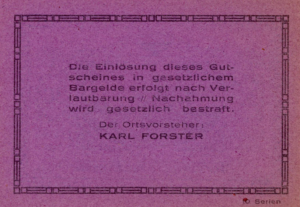 Die Einlösung dieses Gut-
scheines in gesetzlichem
Bargelde erfolgt nach Ver-
lautbarung. Nachahmung
wird gesetzlich bestraft.
Der Ortsvorsteher:
KARL FORSTER
Serien